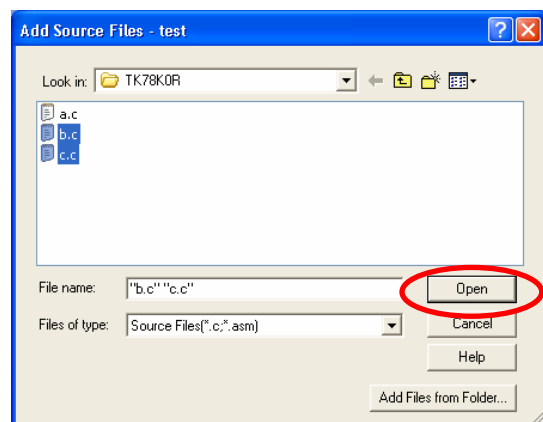 Add Source Files - test
Look in: TK78K0R
a.c
b.c
c.c
File name: "b.c" "c.c" Open
Files of type: Source Files(*.c;*.asm) Cancel
Help
Add Files from Folder...